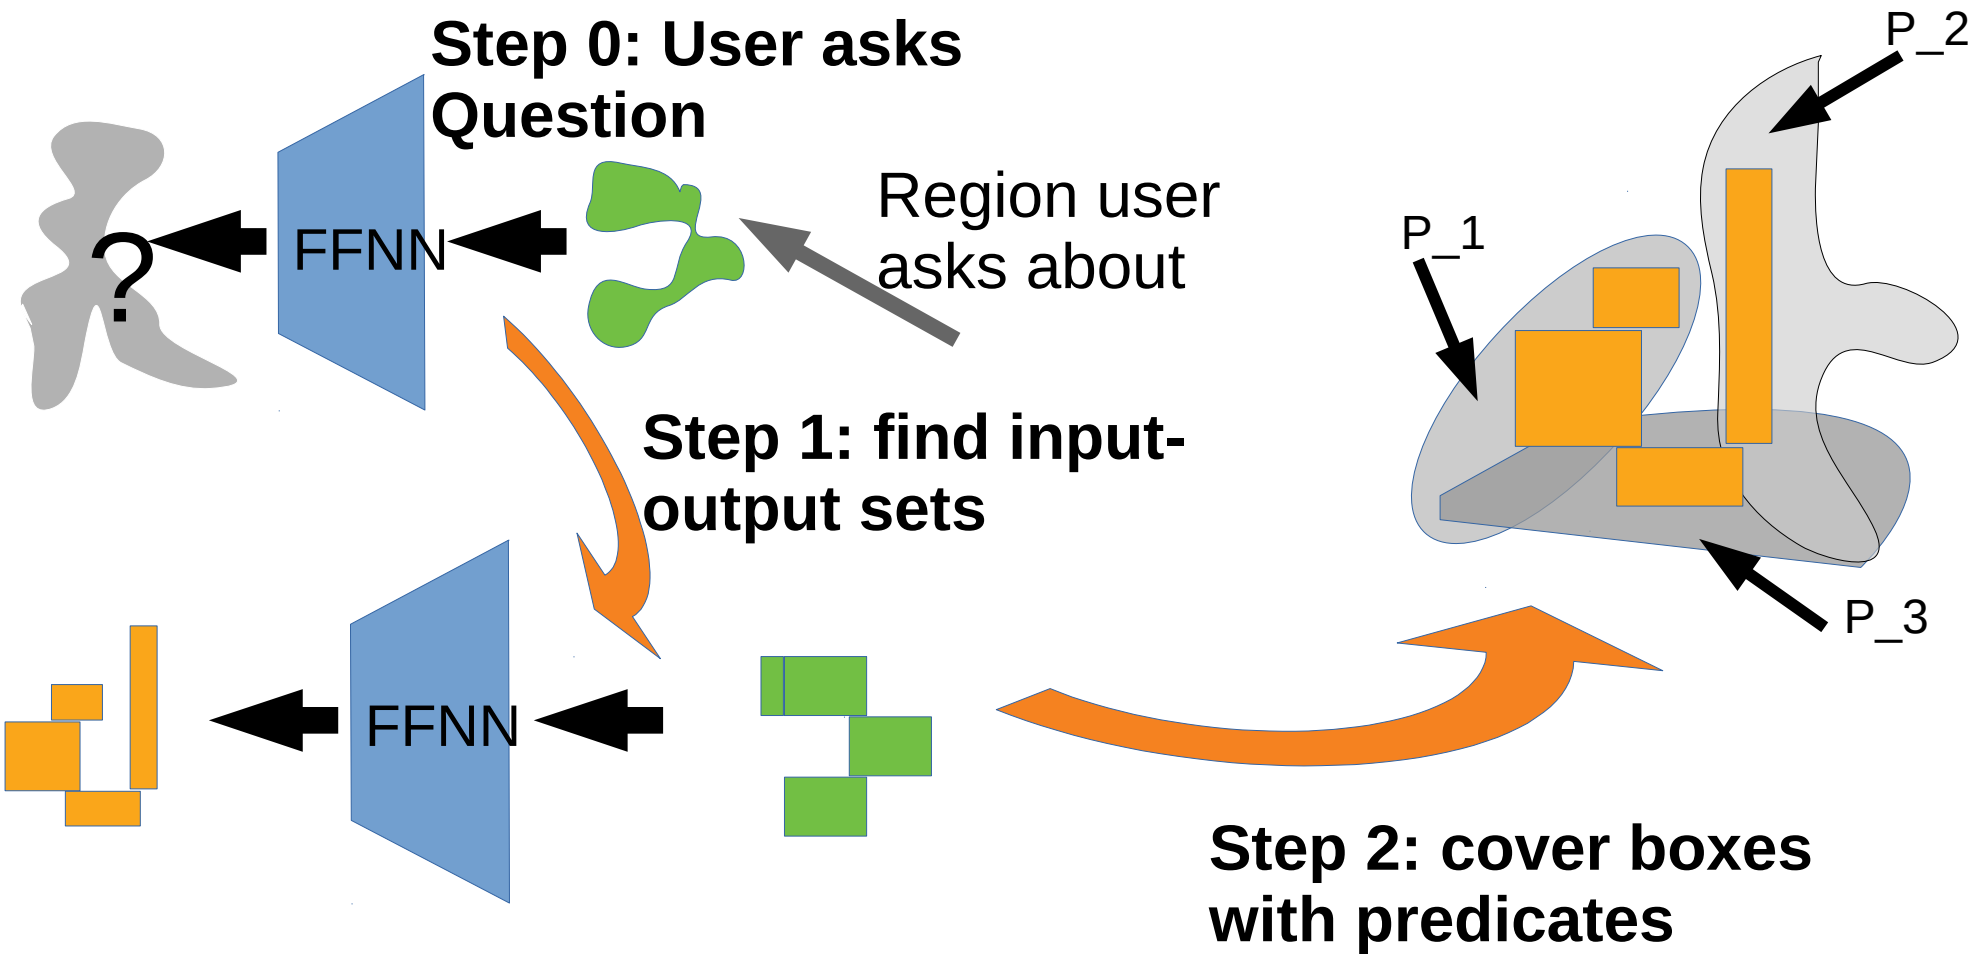 Step 0: User asks
Question
P_2
Region user
asks about
P_1
FFNN
?
Step 1: find input-
output sets
P_3
FFNN
Step 2: cover boxes
with predicates